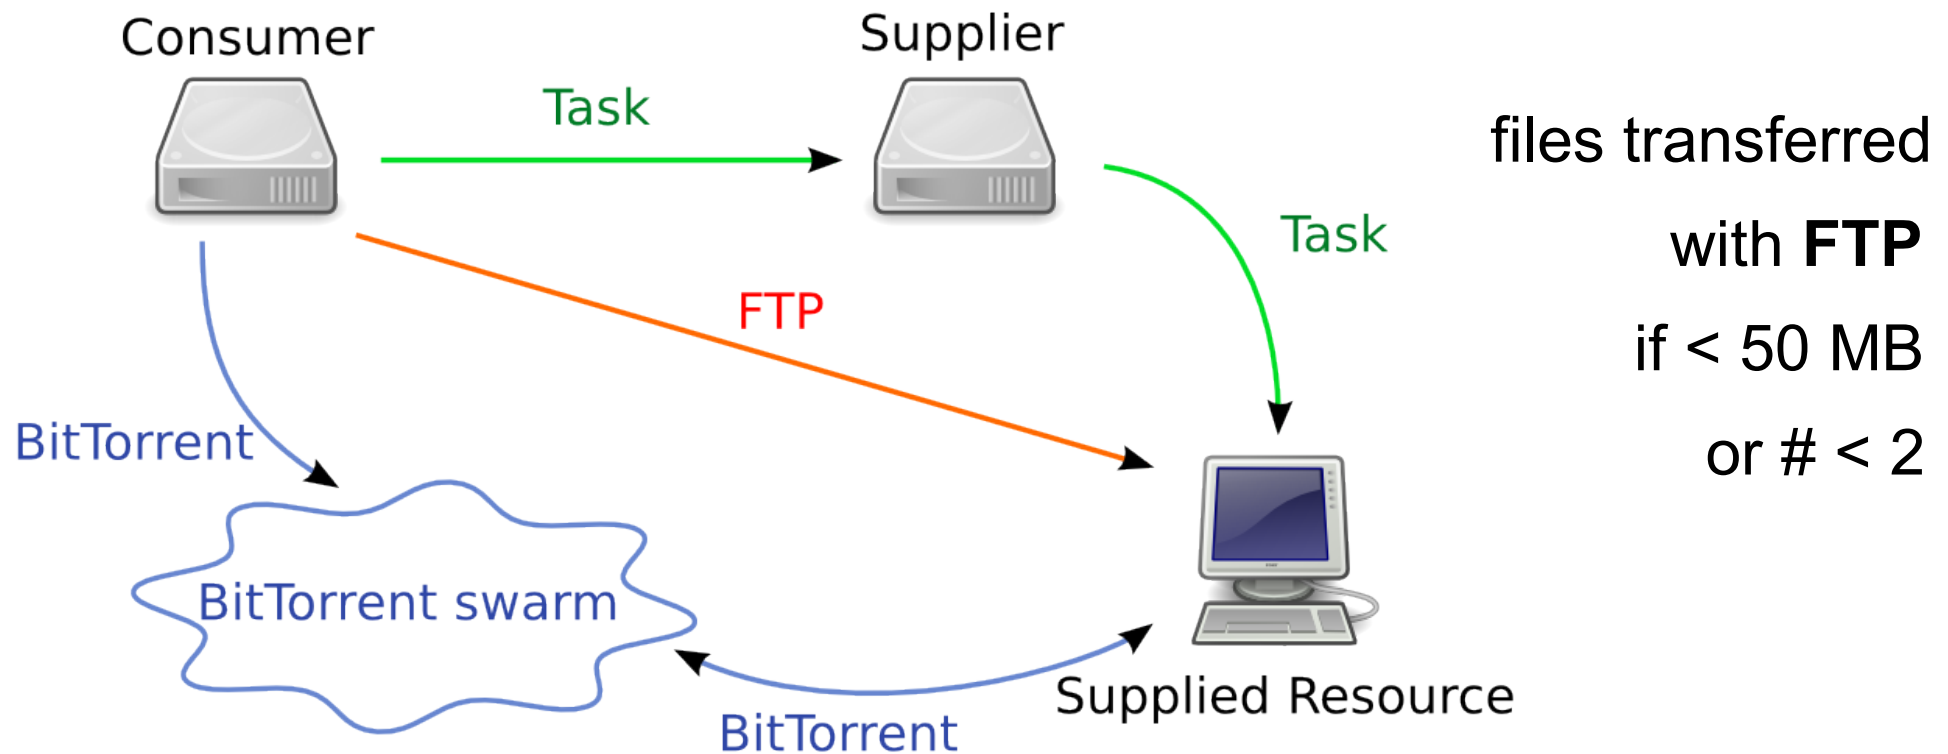 Consumer
Supplier
Task
files transferred
with FTP
if < 50 MB
or # < 2
Task
FTP
BitTorrent
BitTorrent swarm
Supplied Resource
BitTorrent